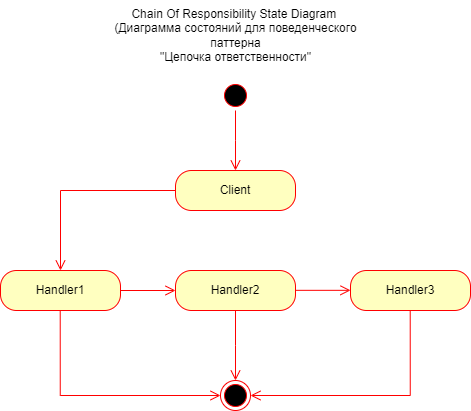 Chain Of Responsibility State Diagram
(Диаграмма состояний для поведенческого
паттерна
"Цепочка ответственности"
Client
Handler1
Handler2
Handler3